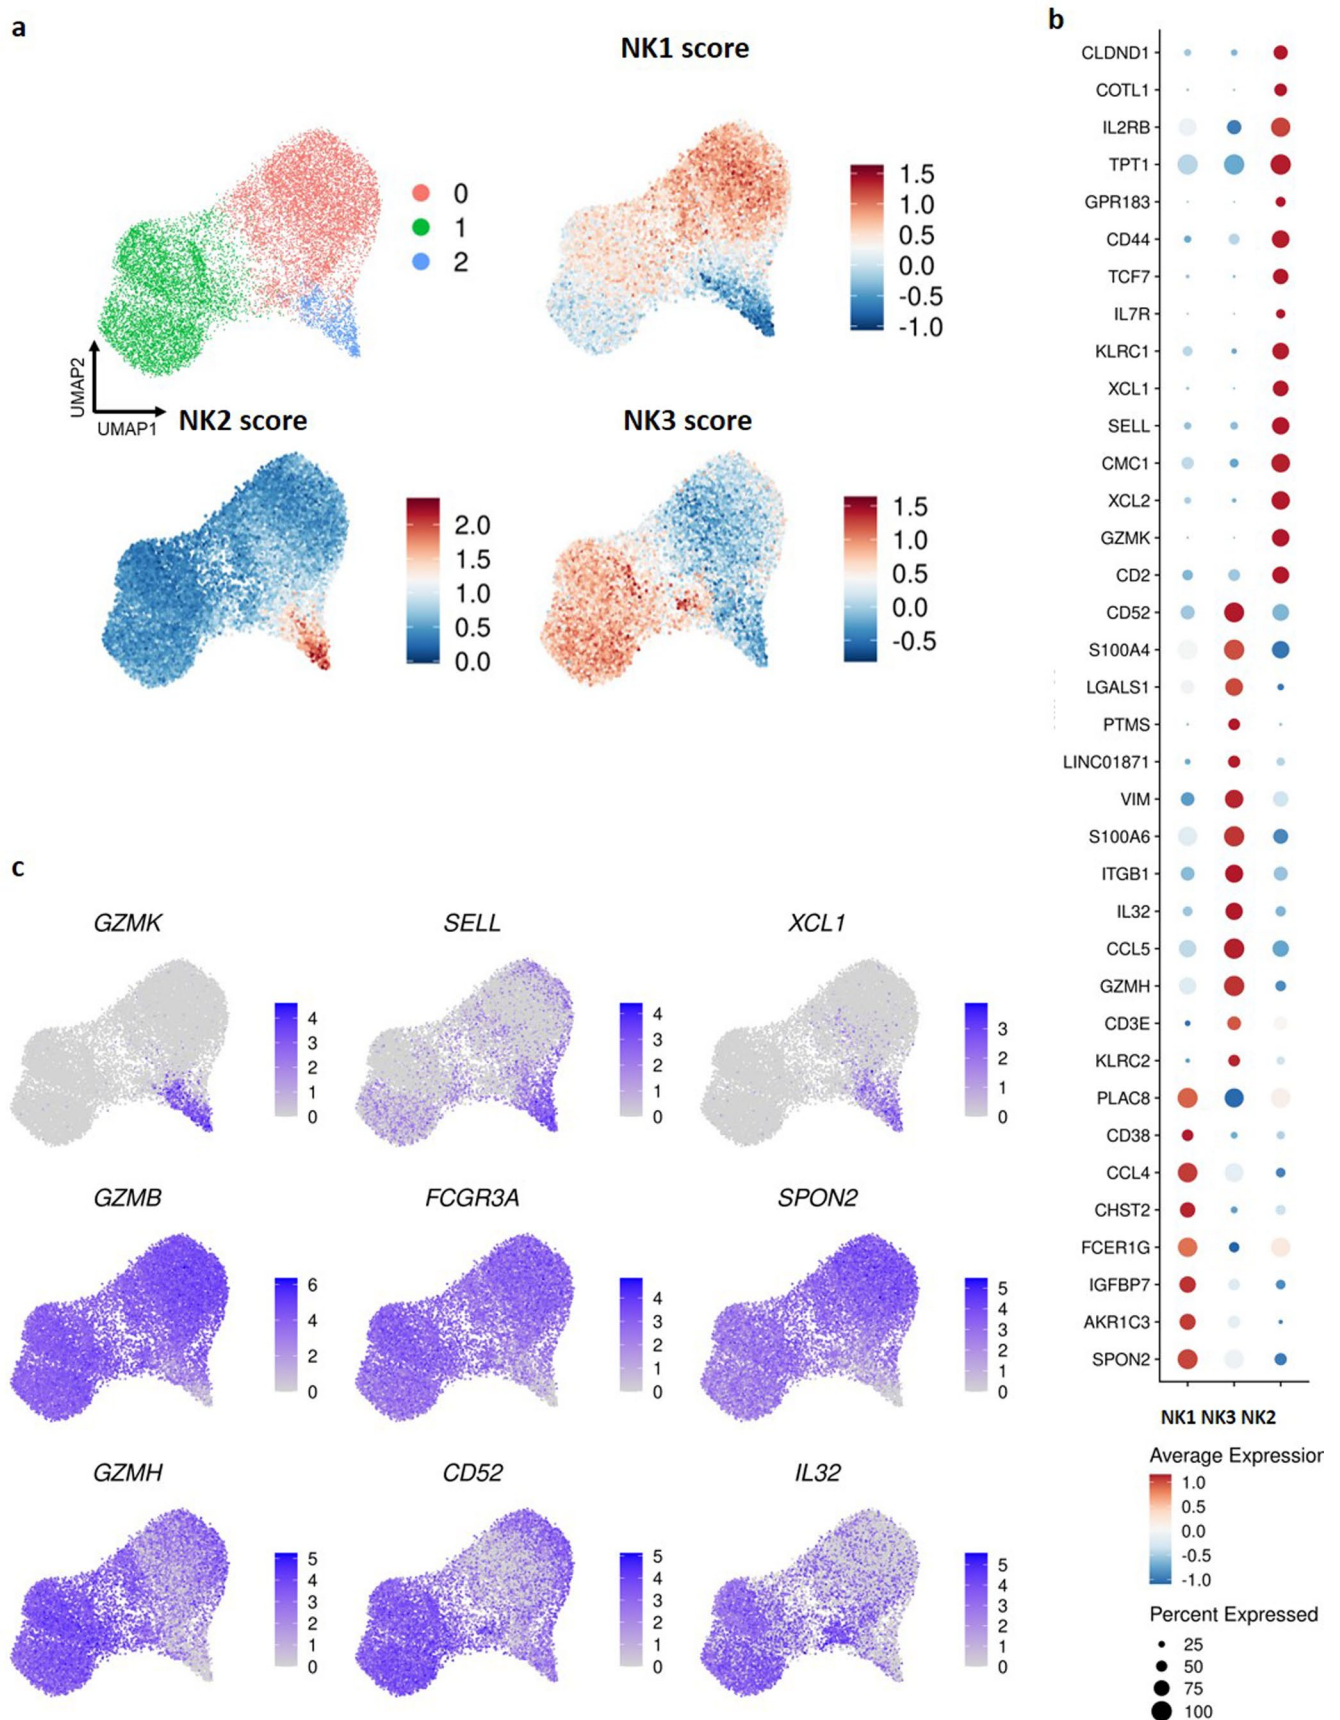 a
NK1 score
0
1
2
1.5
1.0
0.5
0.0
-0.5
-1.0
UMAP2
UMAP1
NK2 score
2.0
1.5
1.0
0.5
0.0
NK3 score
1.5
1.0
0.5
0.0
-0.5
b
CLDND1
COTL1
IL2RB
TPT1
GPR183
CD44
TCF7
IL7R
KLRC1
XCL1
SELL
CMC1
XCL2
GZMK
CD2
CD52
S100A4
LGALS1
PTMS
LINC01871
VIM
S100A6
ITGB1
IL32
CCL5
GZMH
CD3E
KLRC2
PLAC8
CD38
CCL4
CHST2
FCER1G
IGFBP7
AKR1C3
SPON2
NK1 NK3 NK2
Average Expression
1.0
0.5
0.0
-0.5
-1.0
Percent Expressed
25
50
75
100
c
GZMK
4
3
2
1
0
SELL
4
3
2
1
0
XCL1
3
2
1
0
GZMB
6
4
2
0
FCGR3A
4
3
2
1
0
SPON2
5
4
3
2
1
0
GZMH
5
4
3
2
1
0
CD52
5
4
3
2
1
0
IL32
5
4
3
2
1
0